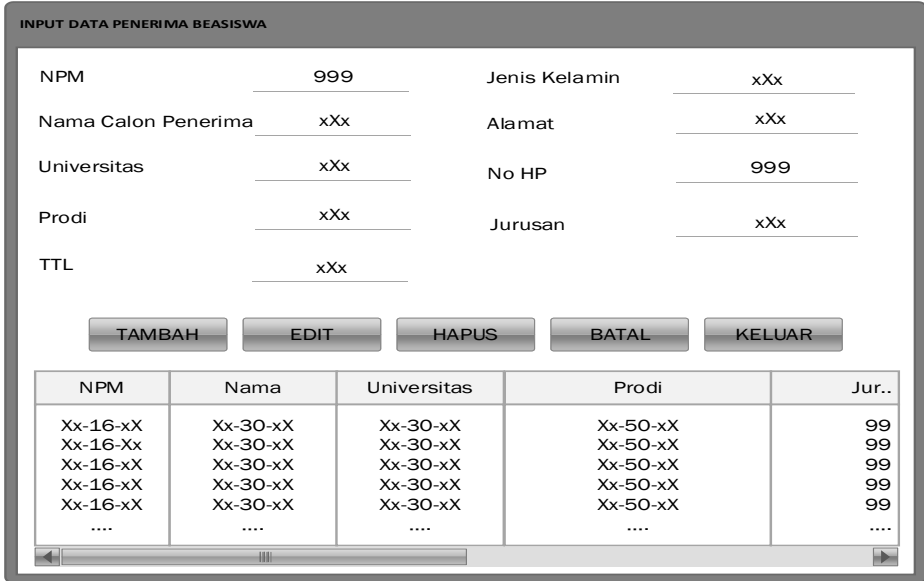 INPUT DATA PENERIMA BEASISWA
NPM 999 Jenis Kelamin xXx
Nama Calon Penerima xXx Alamat xXx
Universitas xXx No HP 999
Prodi xXx Jurusan xXx
TTL xXx
TAMBAH EDIT HAPUS BATAL KELUAR
NPM Nama Universitas Prodi Jur..
Xx-16-xX Xx-30-xX Xx-30-xX Xx-50-xX 99
Xx-16-Xx Xx-30-xX Xx-30-xX Xx-50-xX 99
Xx-16-xX Xx-30-xX Xx-30-xX Xx-50-xX 99
Xx-16-xX Xx-30-xX Xx-30-xX Xx-50-xX 99
Xx-16-xX Xx-30-xX Xx-30-xX Xx-50-xX 99
.... .... .... .... ....